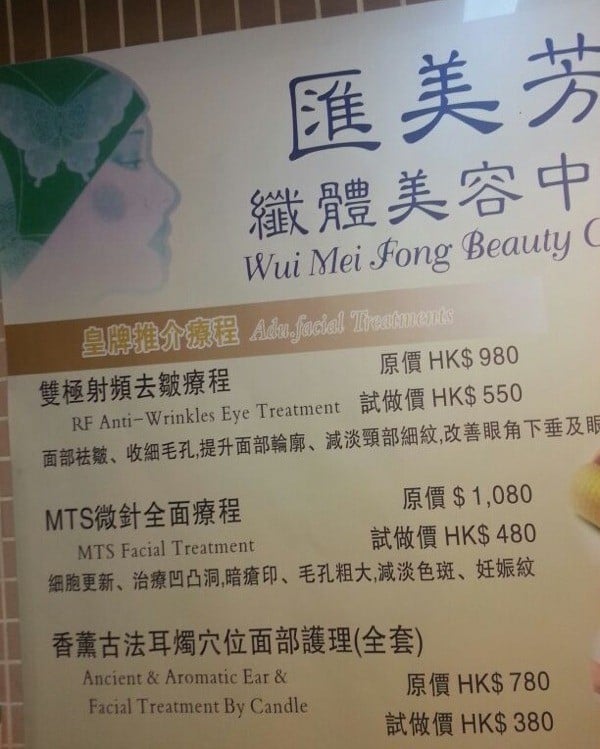 匯美芳
纖體美容中
Wui Mei Fong Beauty C
皇牌推介療程 Adu.facial Treatments
雙極射頻去皺療程 原價 HK$ 980
RF Anti-Wrinkles Eye Treatment 試做價 HK$ 550
面部祛皺、收細毛孔,提升面部輪廓、減淡頸部細紋,改善眼角下垂及眼
MTS微針全面療程 原價 $ 1,080
MTS Facial Treatment 試做價 HK$ 480
細胞更新、治療凹凸洞,暗瘡印、毛孔粗大,減淡色斑、妊娠紋
香薰古法耳燭穴位面部護理(全套)
Ancient & Aromatic Ear & 原價 HK$ 780
Facial Treatment By Candle 試做價 HK$ 380